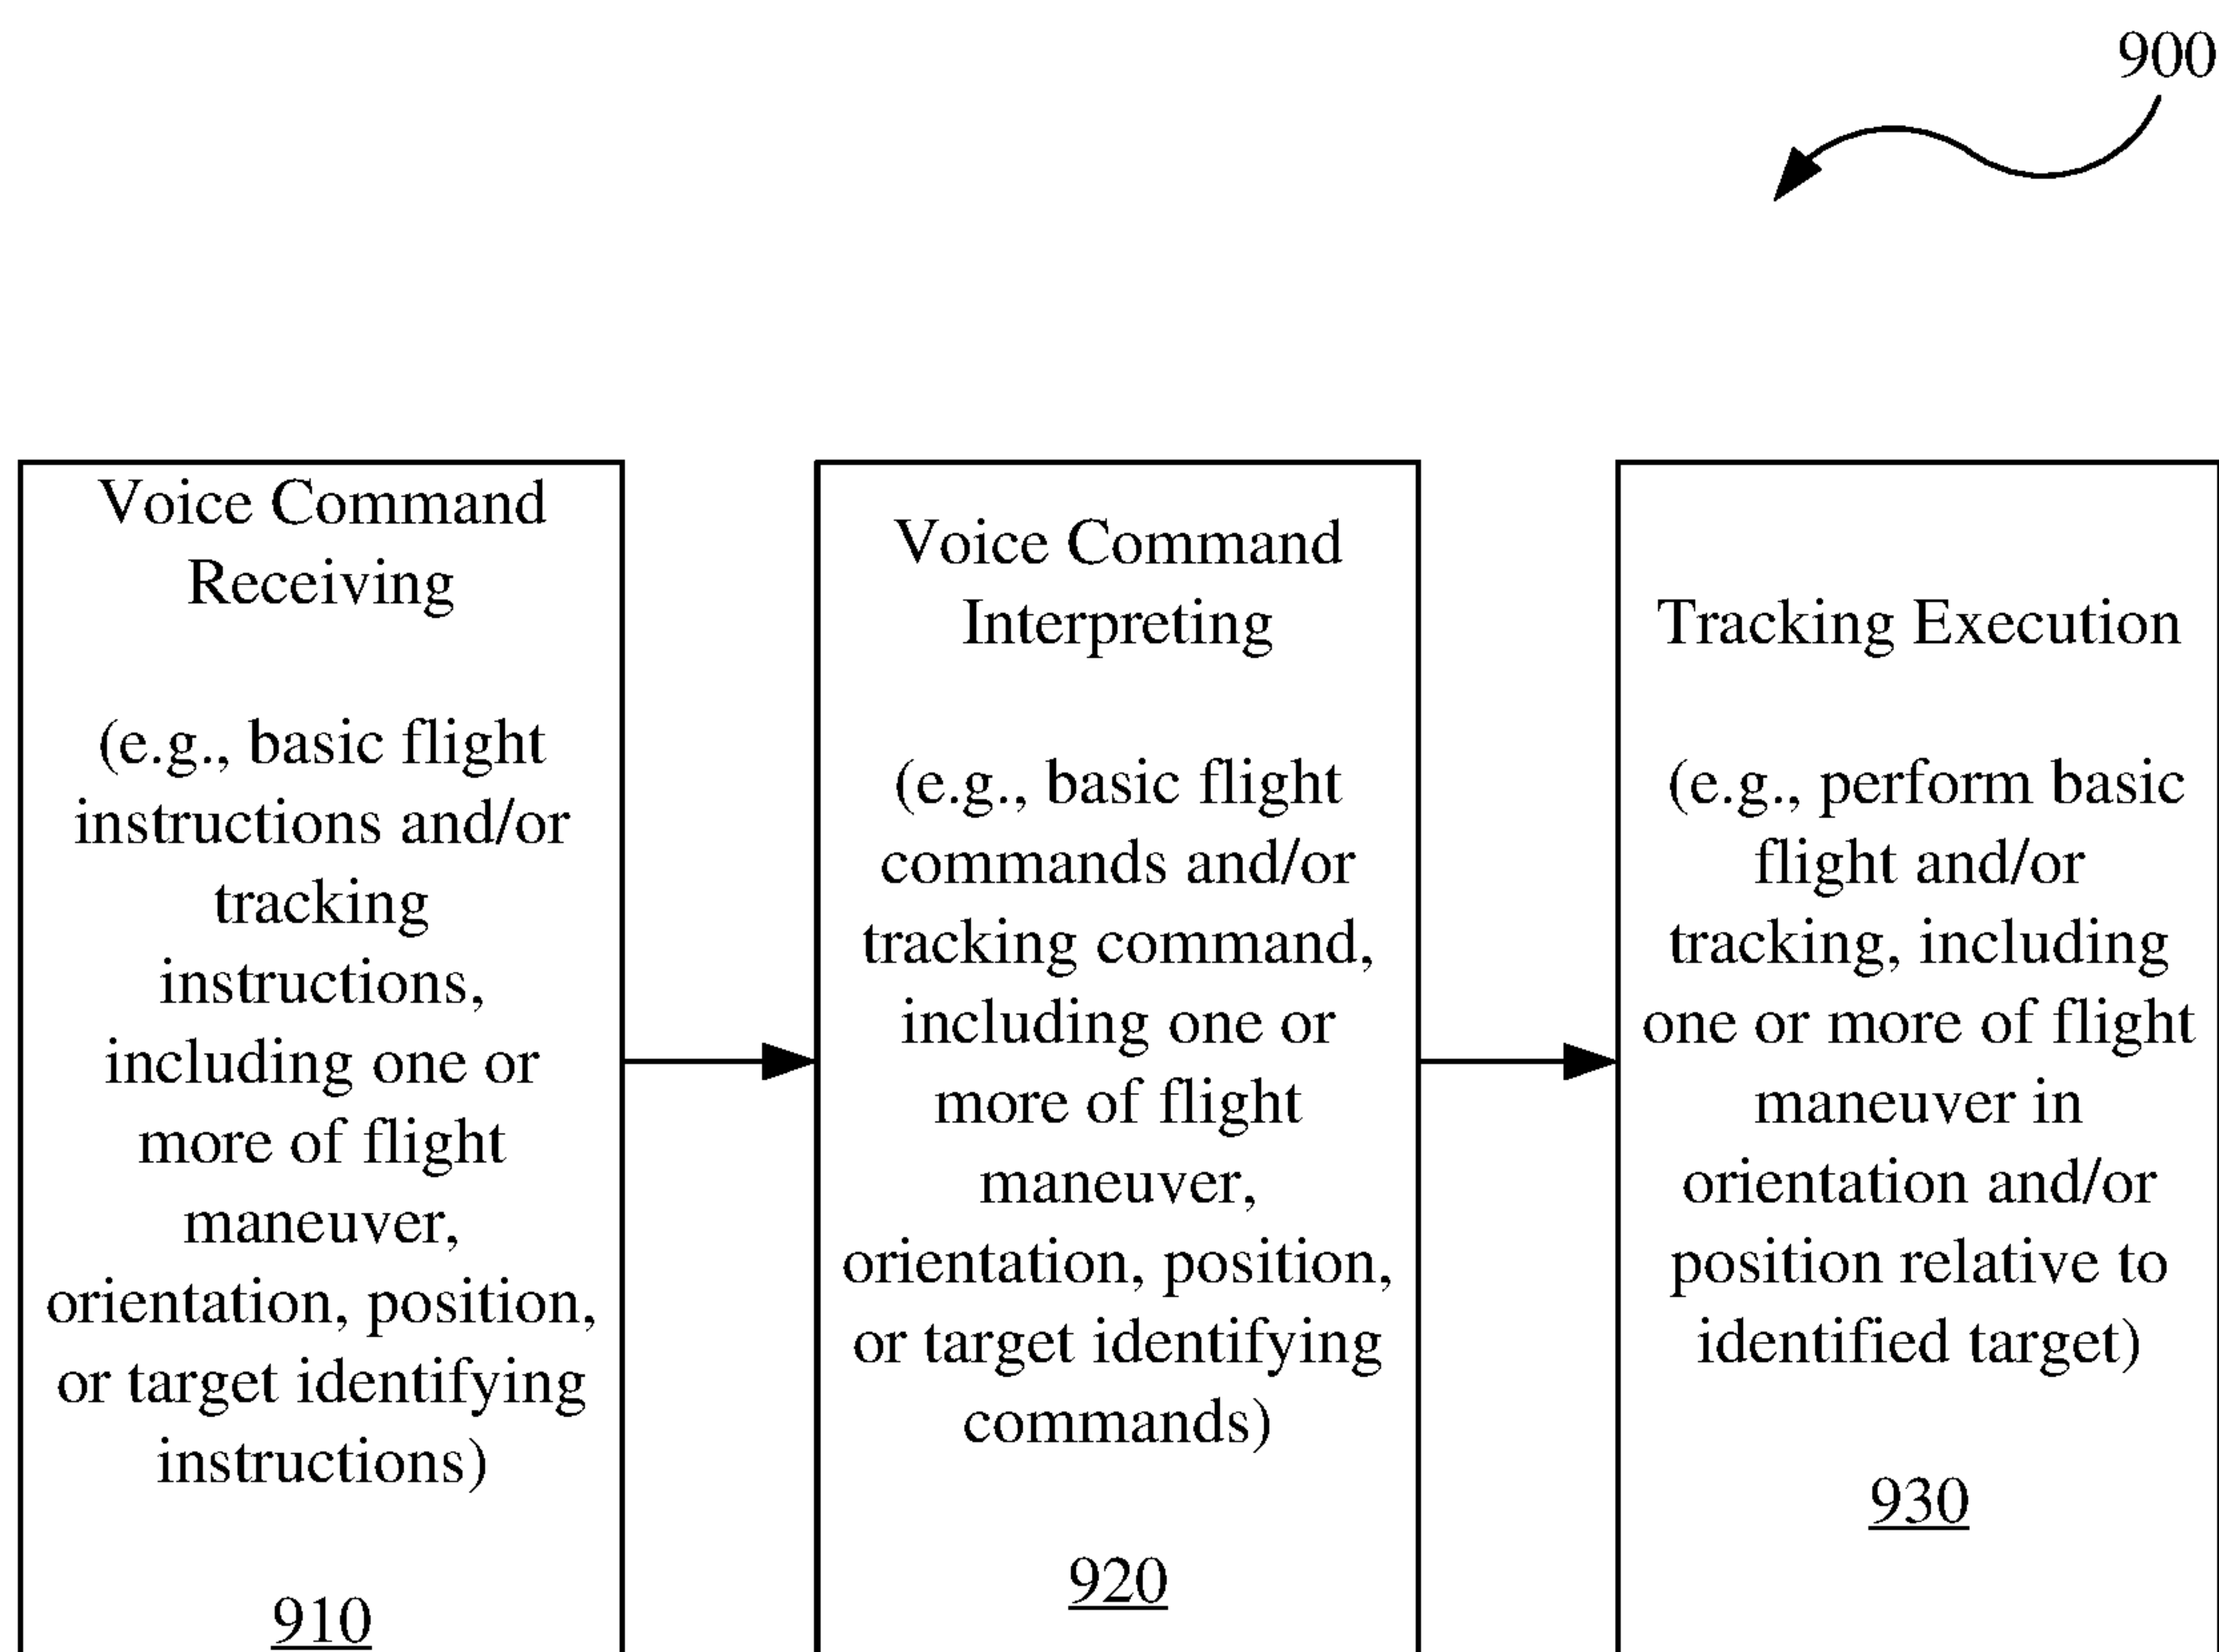 900
Voice Command
Receiving
(e.g., basic flight
instructions and/or
tracking
instructions,
including one or
more of flight
maneuver,
orientation, position,
or target identifying
instructions)
910
Voice Command
Interpreting
(e.g., basic flight
commands and/or
tracking command,
including one or
more of flight
maneuver,
orientation, position,
or target identifying
commands)
920
Tracking Execution
(e.g., perform basic
flight and/or
tracking, including
one or more of flight
maneuver in
orientation and/or
position relative to
identified target)
930